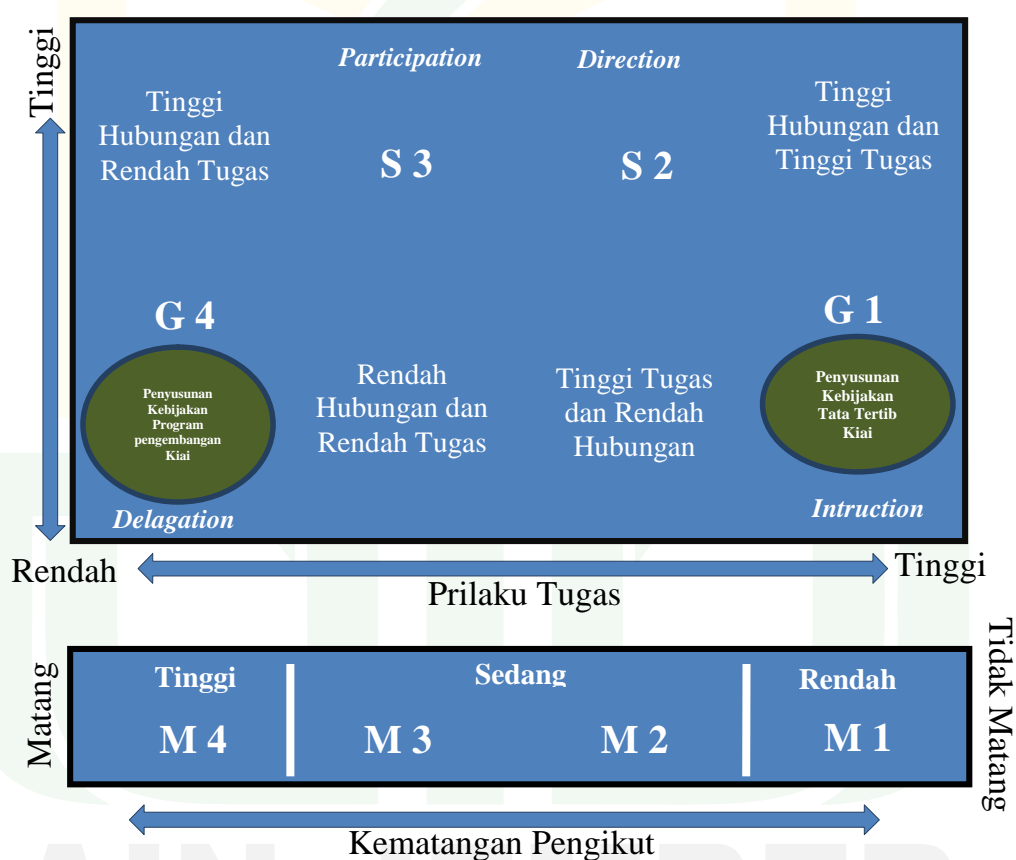 Tinggi
Participation
Direction
Tinggi
Hubungan dan
Rendah Tugas
S 3
S 2
Tinggi
Hubungan dan
Tinggi Tugas
G 4
G 1
Penyusunan
Kebijakan
Program
pengembangan
Kiai
Rendah
Hubungan dan
Rendah Tugas
Tinggi Tugas
dan Rendah
Hubungan
Penyusunan
Kebijakan
Tata Tertib
Kiai
Delagation
Intruction
Rendah
Tinggi
Prilaku Tugas
Matang
Tinggi
Sedang
Rendah
M 4
M 3
M 2
M 1
Tidak Matang
Kematangan Pengikut